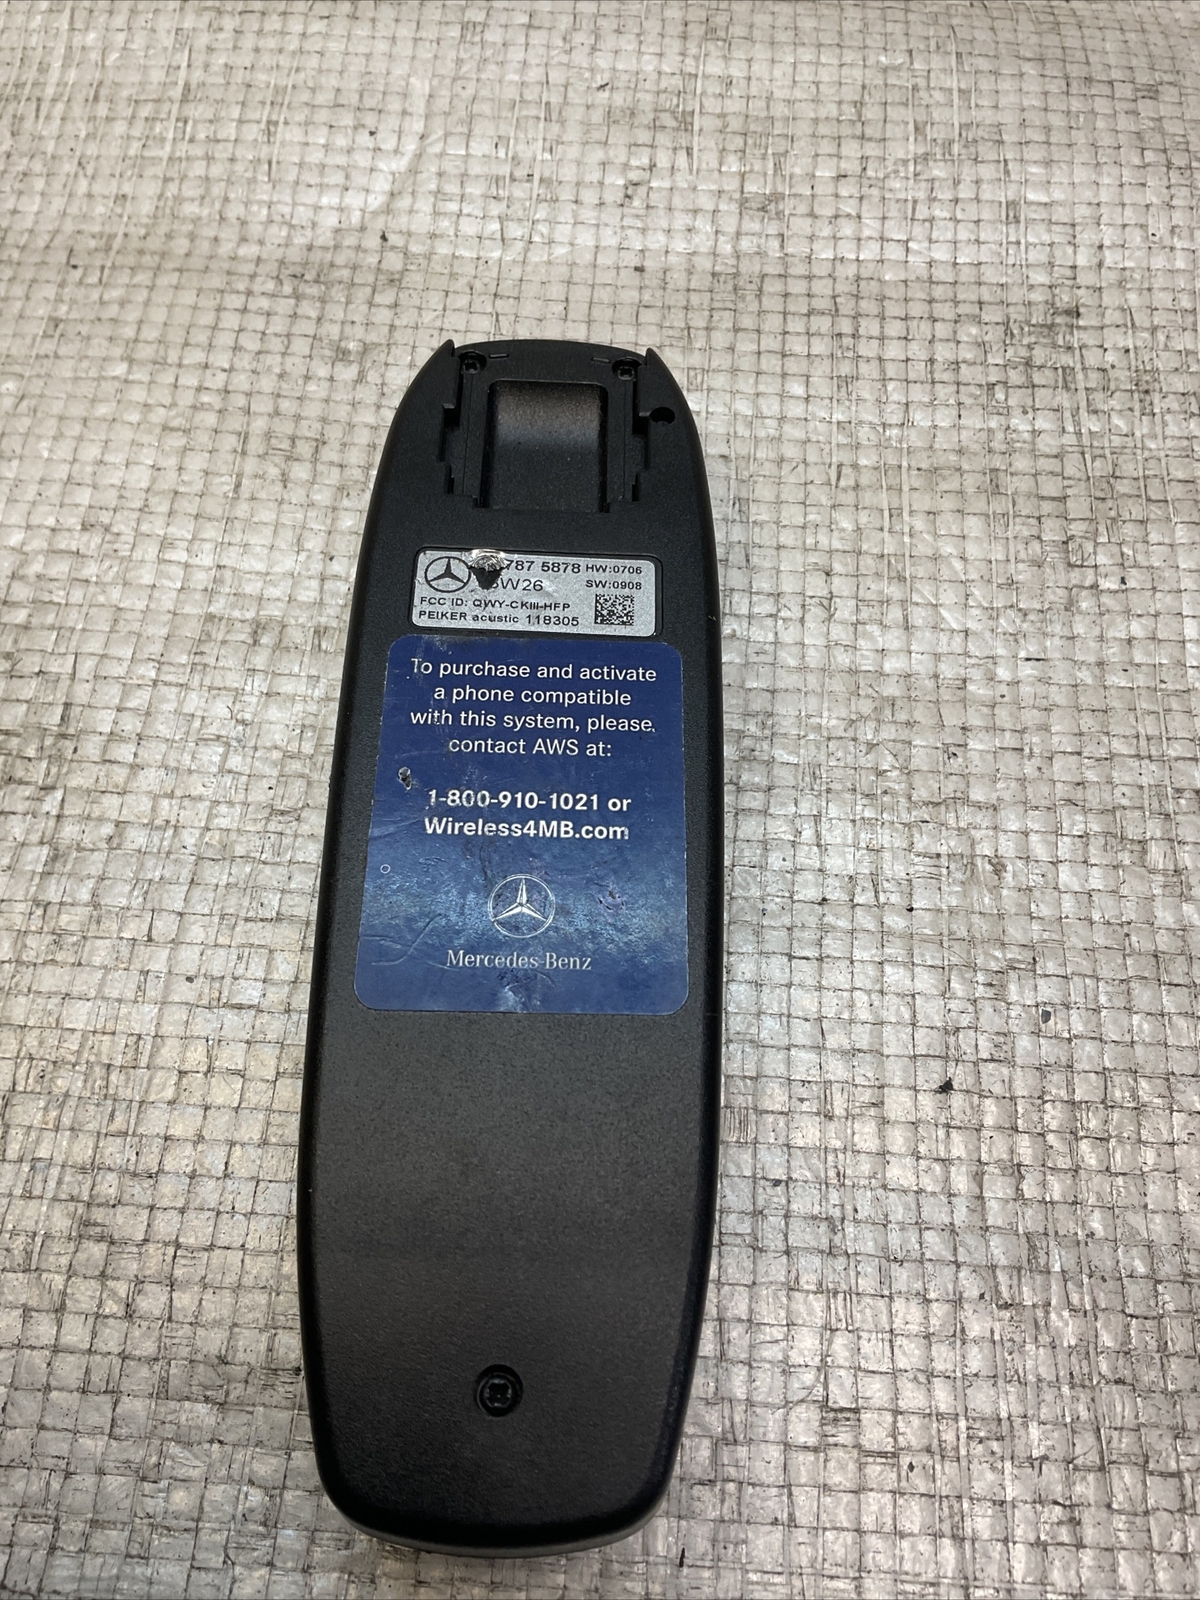 787 5878 HW:0706
W26 SW:0908
FCC ID: QWY-CKIII-HFP
PEIKER acustic 118305
To purchase and activate
a phone compatible
with this system, please
contact AWS at:
1-800-910-1021 or
Wireless4MB.com
Mercedes-Benz